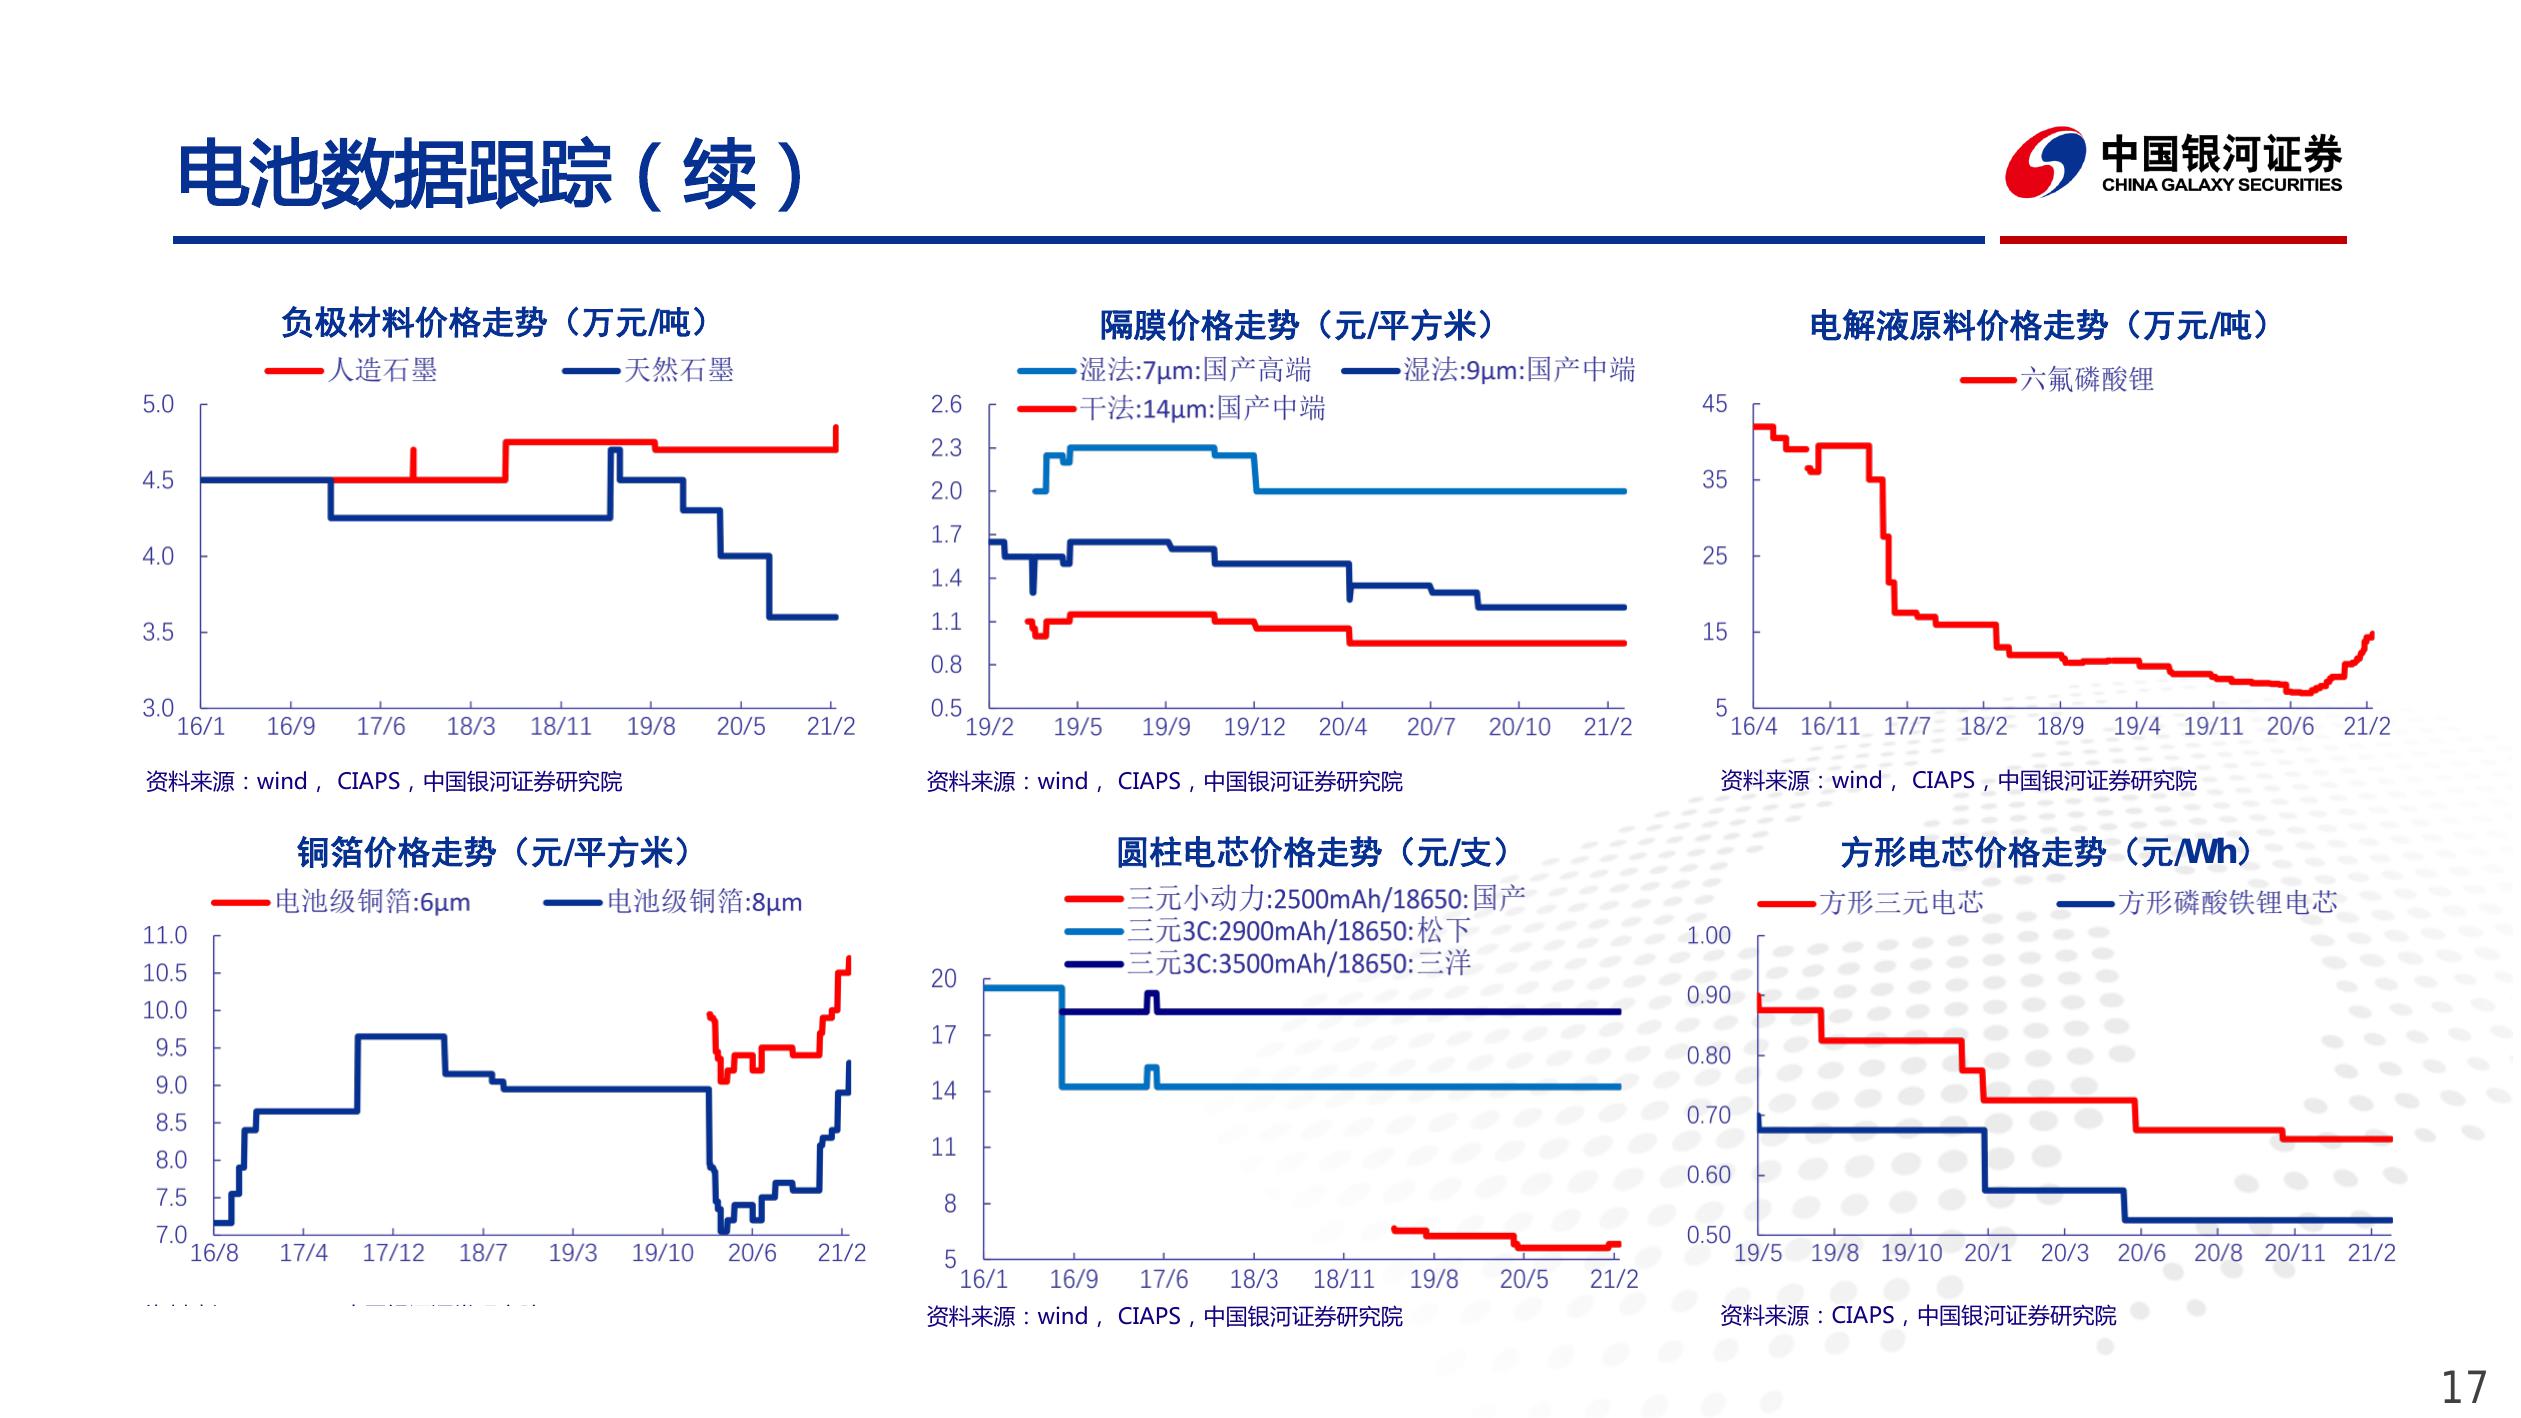 电池数据跟踪（续）
中国银河证券
CHINA GALAXY SECURITIES
负极材料价格走势（万元/吨）
人造石墨 天然石墨
5.0
4.5
4.0
3.5
3.0
16/1 16/9 17/6 18/3 18/11 19/8 20/5 21/2
资料来源：wind， CIAPS，中国银河证券研究院
隔膜价格走势（元/平方米）
湿法:7μm:国产高端 湿法:9μm:国产中端
干法:14μm:国产中端
2.6
2.3
2.0
1.7
1.4
1.1
0.8
0.5
19/2 19/5 19/9 19/12 20/4 20/7 20/10 21/2
资料来源：wind， CIAPS，中国银河证券研究院
电解液原料价格走势（万元/吨）
六氟磷酸锂
45
35
25
15
5
16/4 16/11 17/7 18/2 18/9 19/4 19/11 20/6 21/2
资料来源：wind， CIAPS，中国银河证券研究院
铜箔价格走势（元/平方米）
电池级铜箔:6μm 电池级铜箔:8μm
11.0
10.5
10.0
9.5
9.0
8.5
8.0
7.5
7.0
16/8 17/4 17/12 18/7 19/3 19/10 20/6 21/2
圆柱电芯价格走势（元/支）
三元小动力:2500mAh/18650:国产
三元3C:2900mAh/18650:松下
三元3C:3500mAh/18650:三洋
20
17
14
11
8
5
16/1 16/9 17/6 18/3 18/11 19/8 20/5 21/2
资料来源：wind， CIAPS，中国银河证券研究院
方形电芯价格走势（元/Wh）
方形三元电芯 方形磷酸铁锂电芯
1.00
0.90
0.80
0.70
0.60
0.50
19/5 19/8 19/10 20/1 20/3 20/6 20/8 20/11 21/2
资料来源：CIAPS，中国银河证券研究院
17